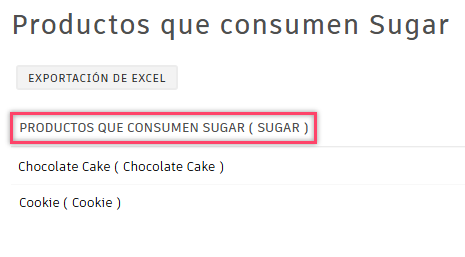 Productos que consumen Sugar
EXPORTACIÓN DE EXCEL
PRODUCTOS QUE CONSUMEN SUGAR ( SUGAR )
Chocolate Cake ( Chocolate Cake )
Cookie ( Cookie )